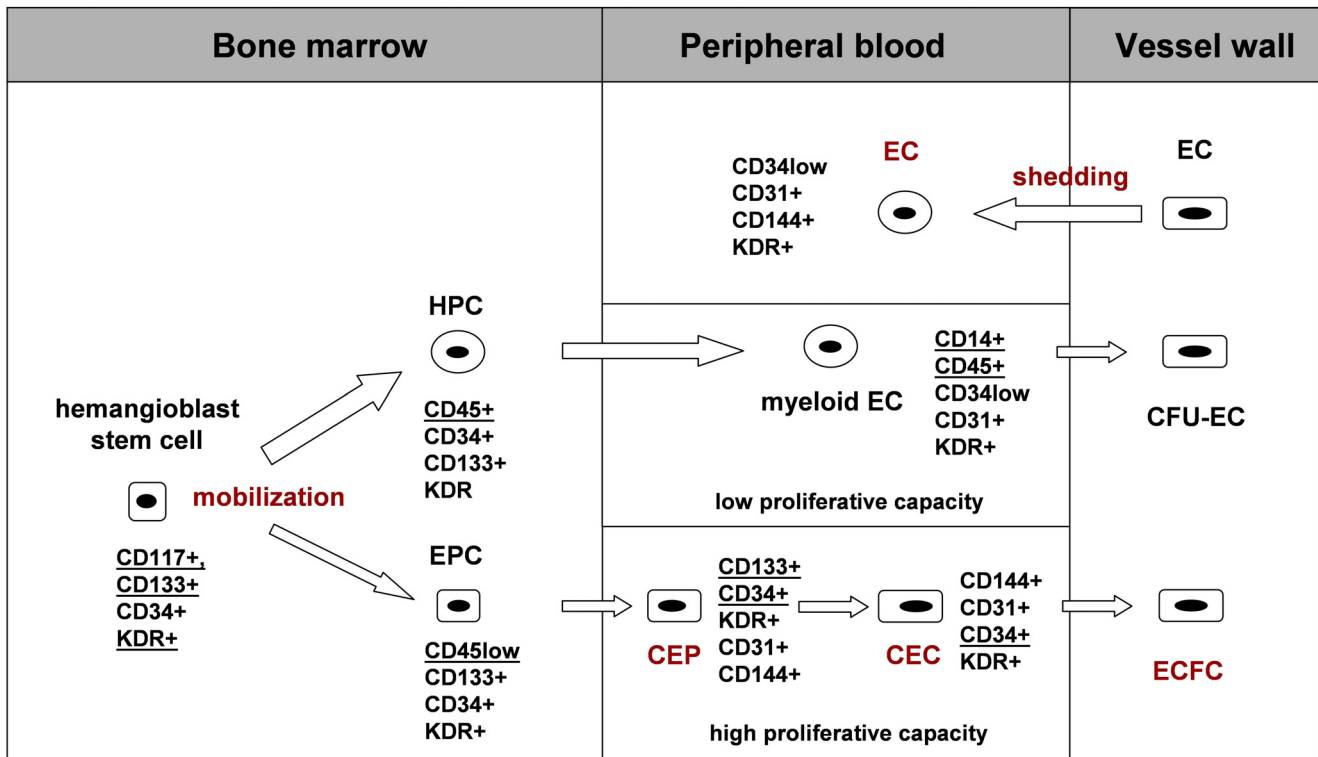 Bone marrow
Peripheral blood
Vessel wall
EC
CD34low
CD31+
CD144+
KDR+
shedding
EC
HPC
CD45+
CD34+
CD133+
KDR
myeloid EC
CD14+
CD45+
CD34low
CD31+
KDR+
CFU-EC
low proliferative capacity
hemangioblast
stem cell
mobilization
CD117+,
CD133+
CD34+
KDR+
EPC
CD45low
CD133+
CD34+
KDR+
CEP
CD133+
CD34+
KDR+
CD31+
CD144+
CEC
CD144+
CD31+
CD34+
KDR+
ECFC
high proliferative capacity